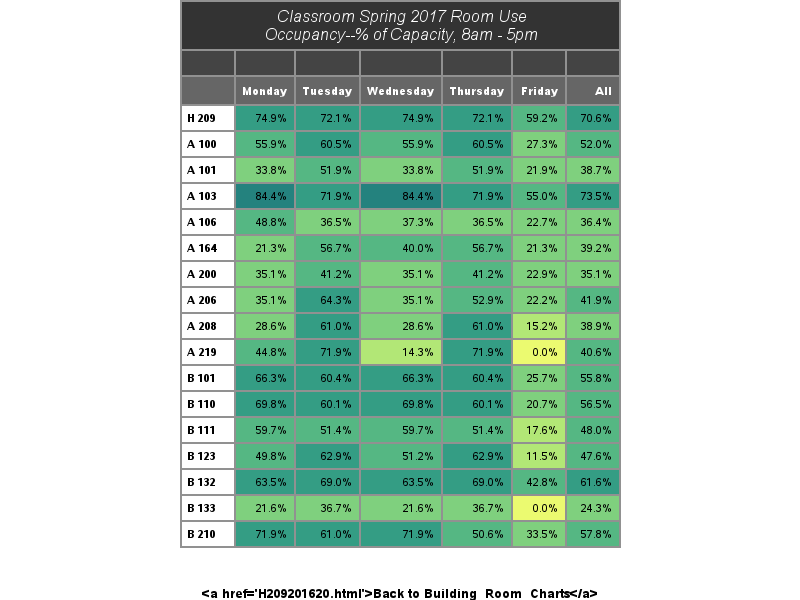 Classroom Spring 2017 Room Use
Occupancy--% of Capacity, 8am - 5pm
Monday Tuesday Wednesday Thursday Friday All
H 209 74.9% 72.1% 74.9% 72.1% 59.2% 70.6%
A 100 55.9% 60.5% 55.9% 60.5% 27.3% 52.0%
A 101 33.8% 51.9% 33.8% 51.9% 21.9% 38.7%
A 103 84.4% 71.9% 84.4% 71.9% 55.0% 73.5%
A 106 48.8% 36.5% 37.3% 36.5% 22.7% 36.4%
A 164 21.3% 56.7% 40.0% 56.7% 21.3% 39.2%
A 200 35.1% 41.2% 35.1% 41.2% 22.9% 35.1%
A 206 35.1% 64.3% 35.1% 52.9% 22.2% 41.9%
A 208 28.6% 61.0% 28.6% 61.0% 15.2% 38.9%
A 219 44.8% 71.9% 14.3% 71.9% 0.0% 40.6%
B 101 66.3% 60.4% 66.3% 60.4% 25.7% 55.8%
B 110 69.8% 60.1% 69.8% 60.1% 20.7% 56.5%
B 111 59.7% 51.4% 59.7% 51.4% 17.6% 48.0%
B 123 49.8% 62.9% 51.2% 62.9% 11.5% 47.6%
B 132 63.5% 69.0% 63.5% 69.0% 42.8% 61.6%
B 133 21.6% 36.7% 21.6% 36.7% 0.0% 24.3%
B 210 71.9% 61.0% 71.9% 50.6% 33.5% 57.8%
<a href='H209201620.html'>Back to Building_Room_Charts</a>